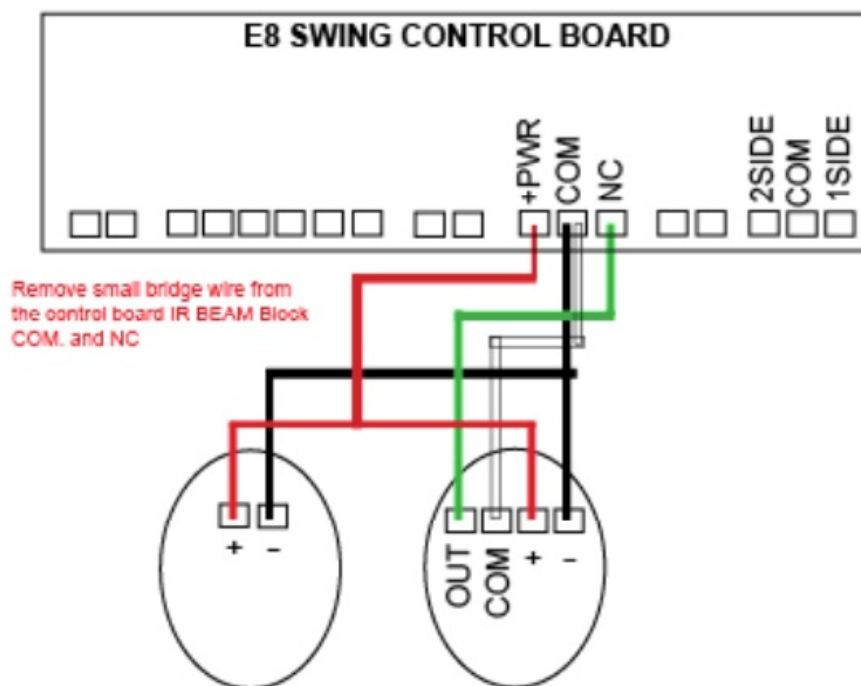 E8 SWING CONTROL BOARD
+PWR
COM
NC
2SIDE
COM
1SIDE
Remove small bridge wire from
the control board IR BEAM Block
COM. and NC
+
-
OUT
COM
+
-